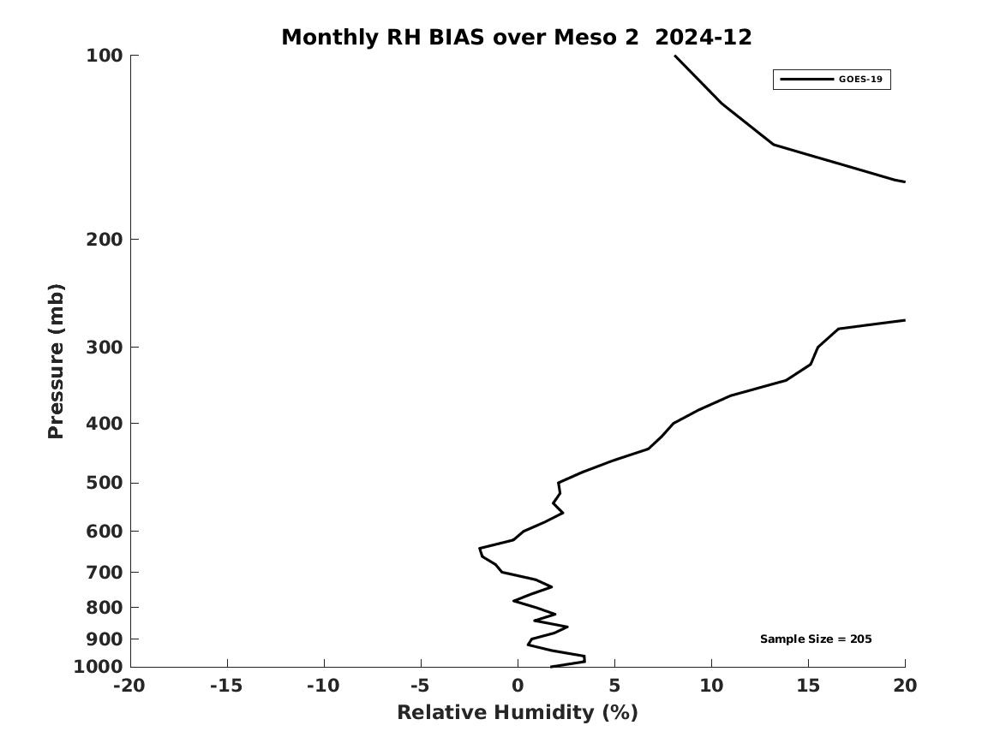 Monthly RH BIAS over Meso 2  2024-12
GOES-19
100
200
300
400
500
600
700
800
900
1000
Pressure (mb)
Sample Size = 205
-20 -15 -10 -5 0 5 10 15 20
Relative Humidity (%)